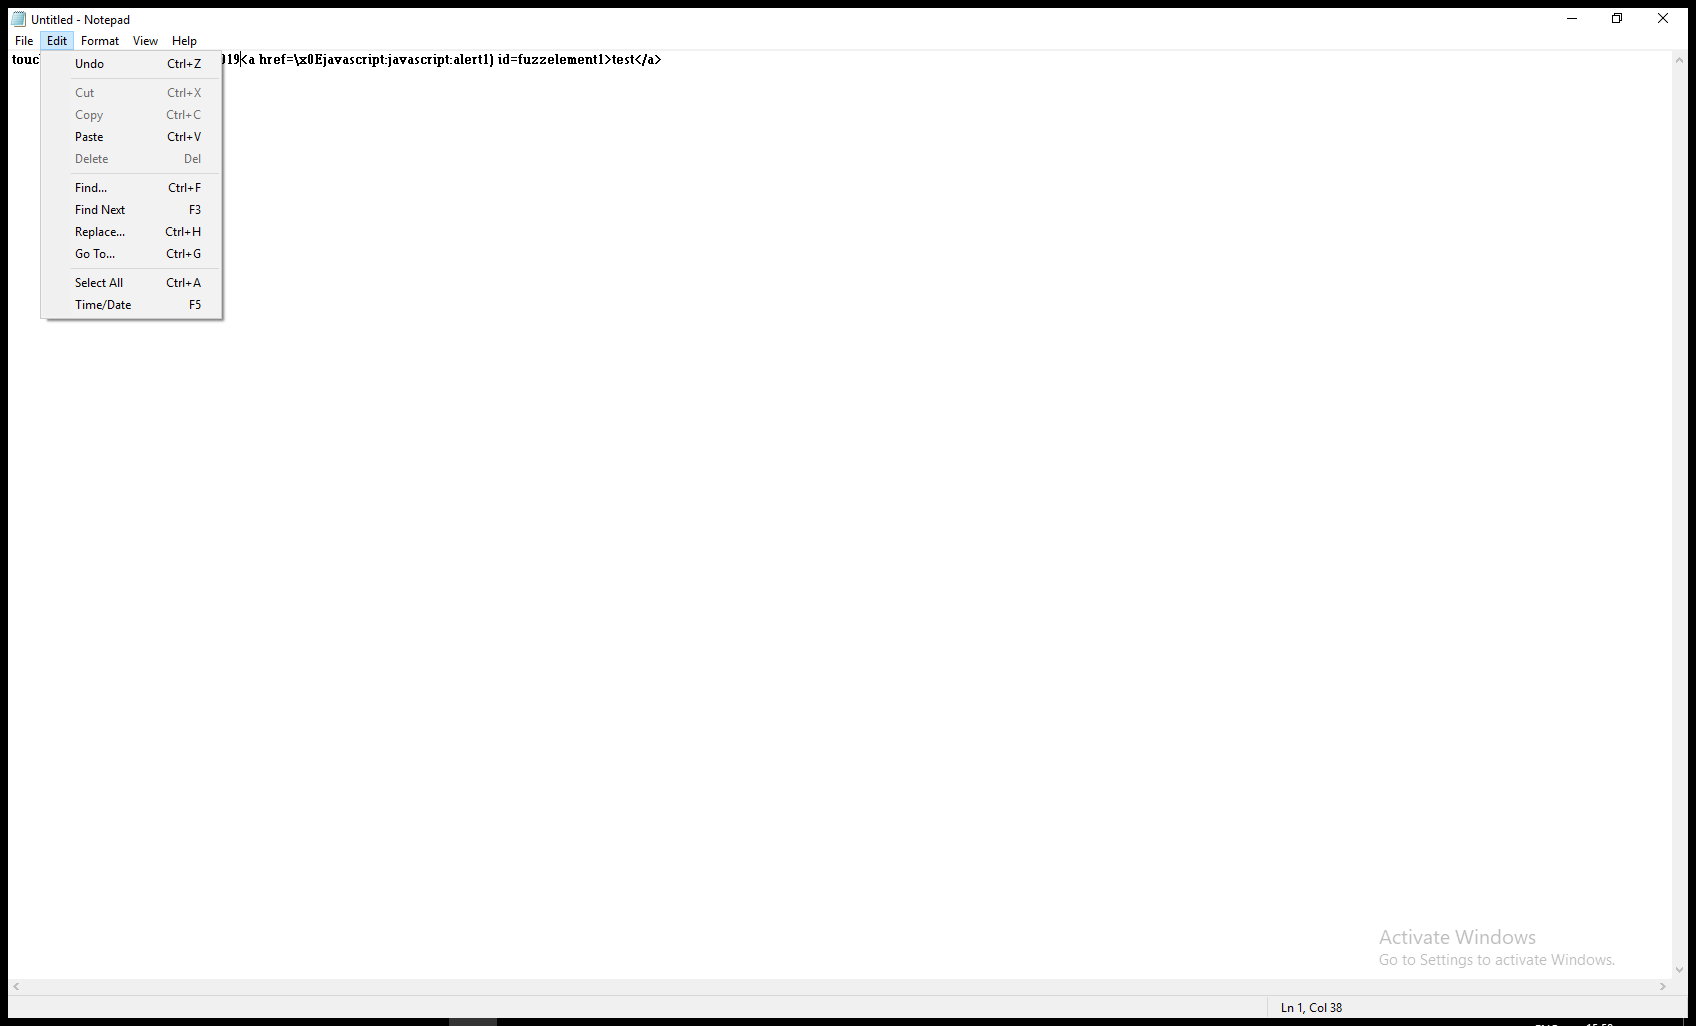 Untitled - Notepad
File Edit Format View Help
touc 019<a href=\x0Ejavascript:javascript:alert1) id=fuzzelement1>test</a>
Undo Ctrl+Z
Cut Ctrl+X
Copy Ctrl+C
Paste Ctrl+V
Delete Del
Find... Ctrl+F
Find Next F3
Replace... Ctrl+H
Go To... Ctrl+G
Select All Ctrl+A
Time/Date F5
Activate Windows
Go to Settings to activate Windows.
Ln 1, Col 38